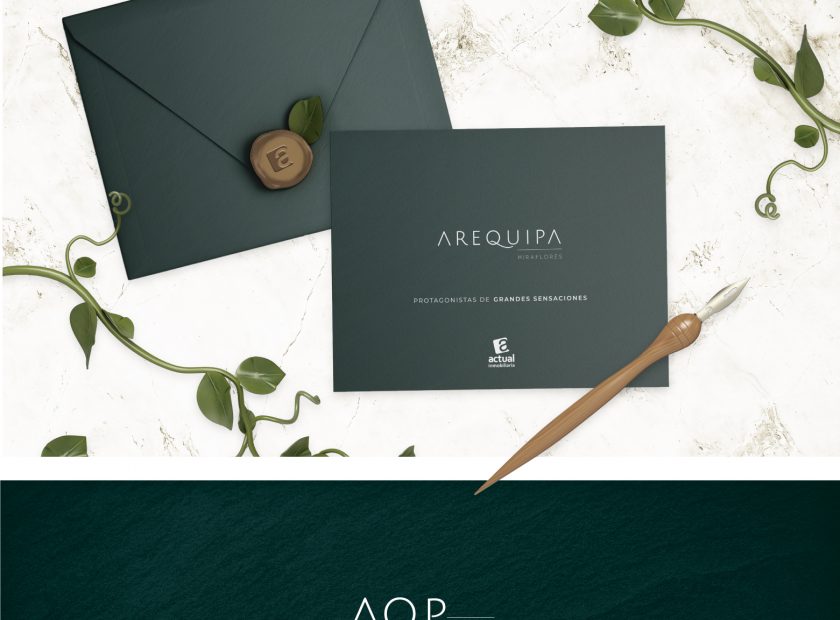 a
AREQUIPA
MIRAFLORES
PROTAGONISTAS DE GRANDES SENSACIONES
a
actual
inmobiliaria
AQP